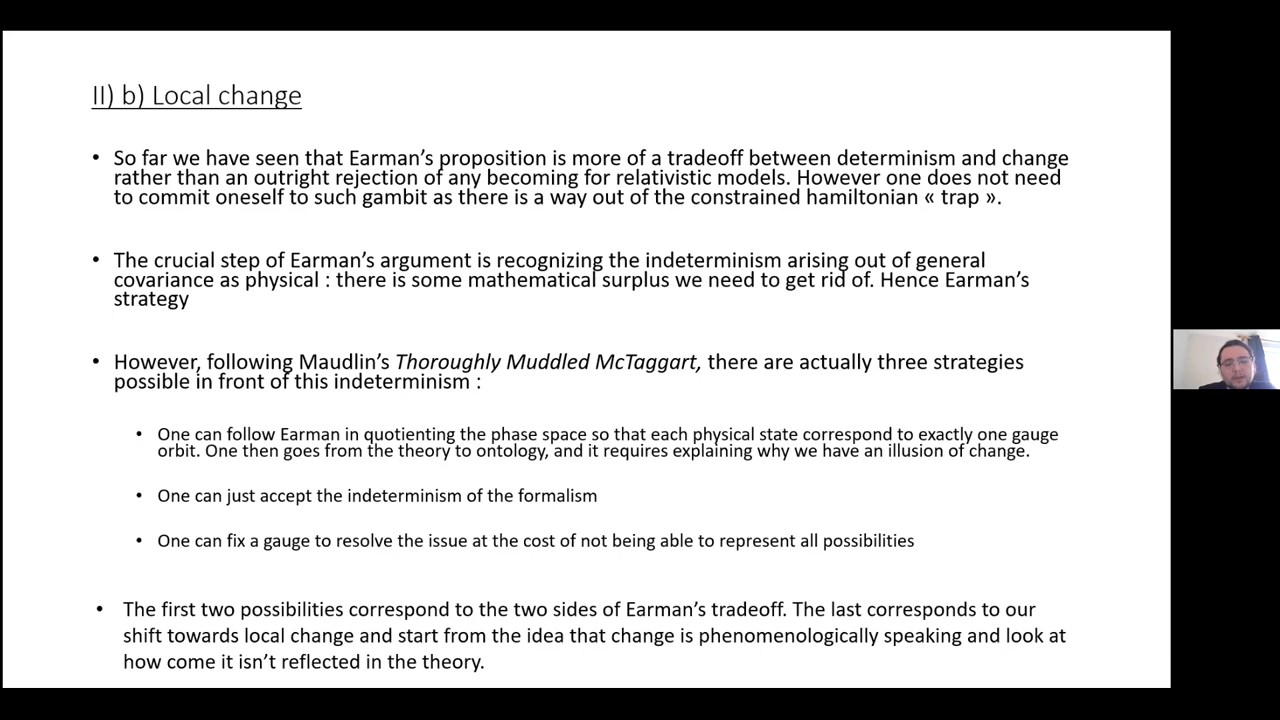 II) b) Local change
• So far we have seen that Earman’s proposition is more of a tradeoff between determinism and change
rather than an outright rejection of any becoming for relativistic models. However one does not need
to commit oneself to such gambit as there is a way out of the constrained hamiltonian « trap ».
• The crucial step of Earman’s argument is recognizing the indeterminism arising out of general
covariance as physical : there is some mathematical surplus we need to get rid of. Hence Earman’s
strategy
• However, following Maudlin’s Thoroughly Muddled McTaggart, there are actually three strategies
possible in front of this indeterminism :
• One can follow Earman in quotienting the phase space so that each physical state correspond to exactly one gauge
orbit. One then goes from the theory to ontology, and it requires explaining why we have an illusion of change.
• One can just accept the indeterminism of the formalism
• One can fix a gauge to resolve the issue at the cost of not being able to represent all possibilities
• The first two possibilities correspond to the two sides of Earman’s tradeoff. The last corresponds to our
shift towards local change and start from the idea that change is phenomenologically speaking and look at
how come it isn’t reflected in the theory.